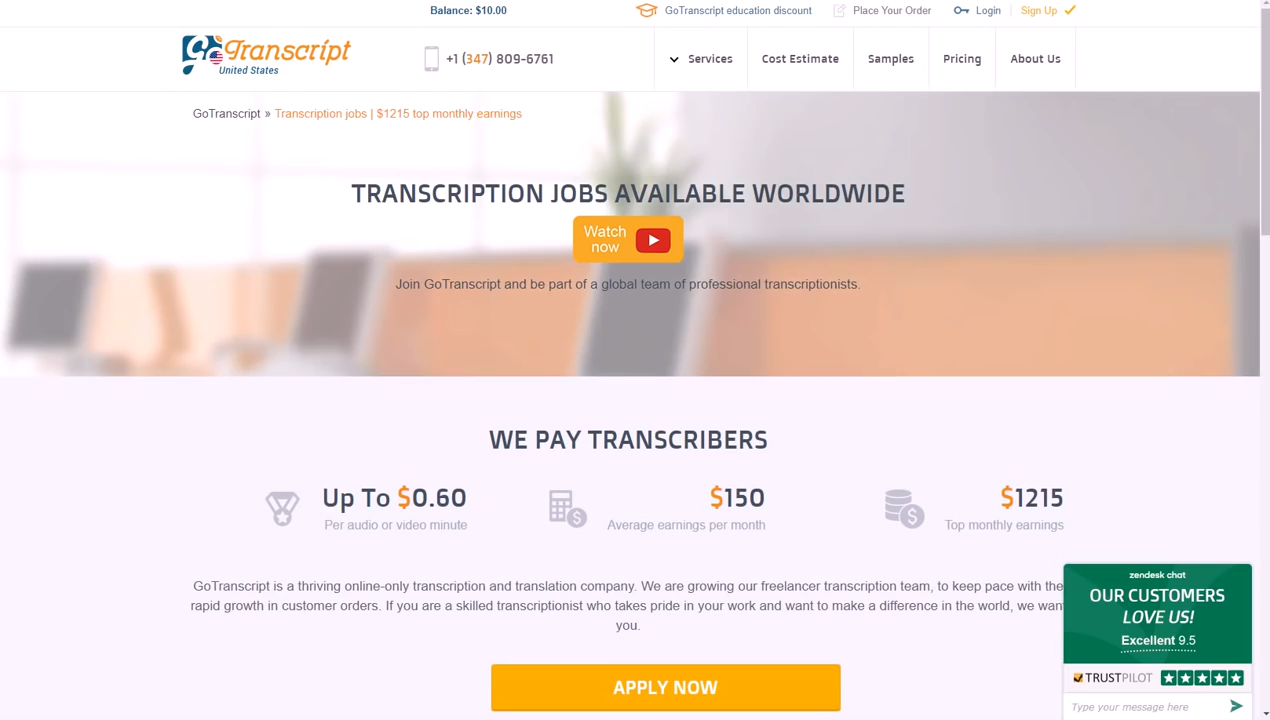 Balance: $10.00
GoTranscript education discount
Place Your Order
Login
Sign Up
GoTranscript
United States
+1 (347) 809-6761
Services
Cost Estimate
Samples
Pricing
About Us
GoTranscript » Transcription jobs | $1215 top monthly earnings
TRANSCRIPTION JOBS AVAILABLE WORLDWIDE
Watch
now
Join GoTranscript and be part of a global team of professional transcriptionists.
WE PAY TRANSCRIBERS
Up To $0.60
Per audio or video minute
$150
Average earnings per month
$1215
Top monthly earnings
GoTranscript is a thriving online-only transcription and translation company. We are growing our freelancer transcription team, to keep pace with the
rapid growth in customer orders. If you are a skilled transcriptionist who takes pride in your work and want to make a difference in the world, we want
you.
APPLY NOW
zendesk chat
OUR CUSTOMERS
LOVE US!
Excellent 9.5
TRUSTPILOT
Type your message here